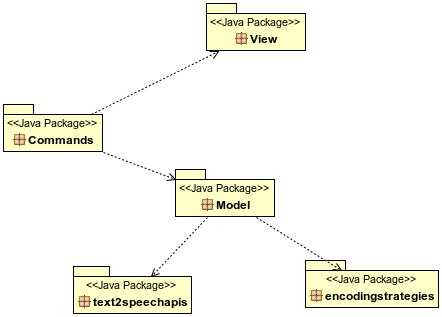 <<Java Package>>
View
<<Java Package>>
Commands
<<Java Package>>
Model
<<Java Package>>
text2speechapis
<<Java Package>>
encodingstrategies